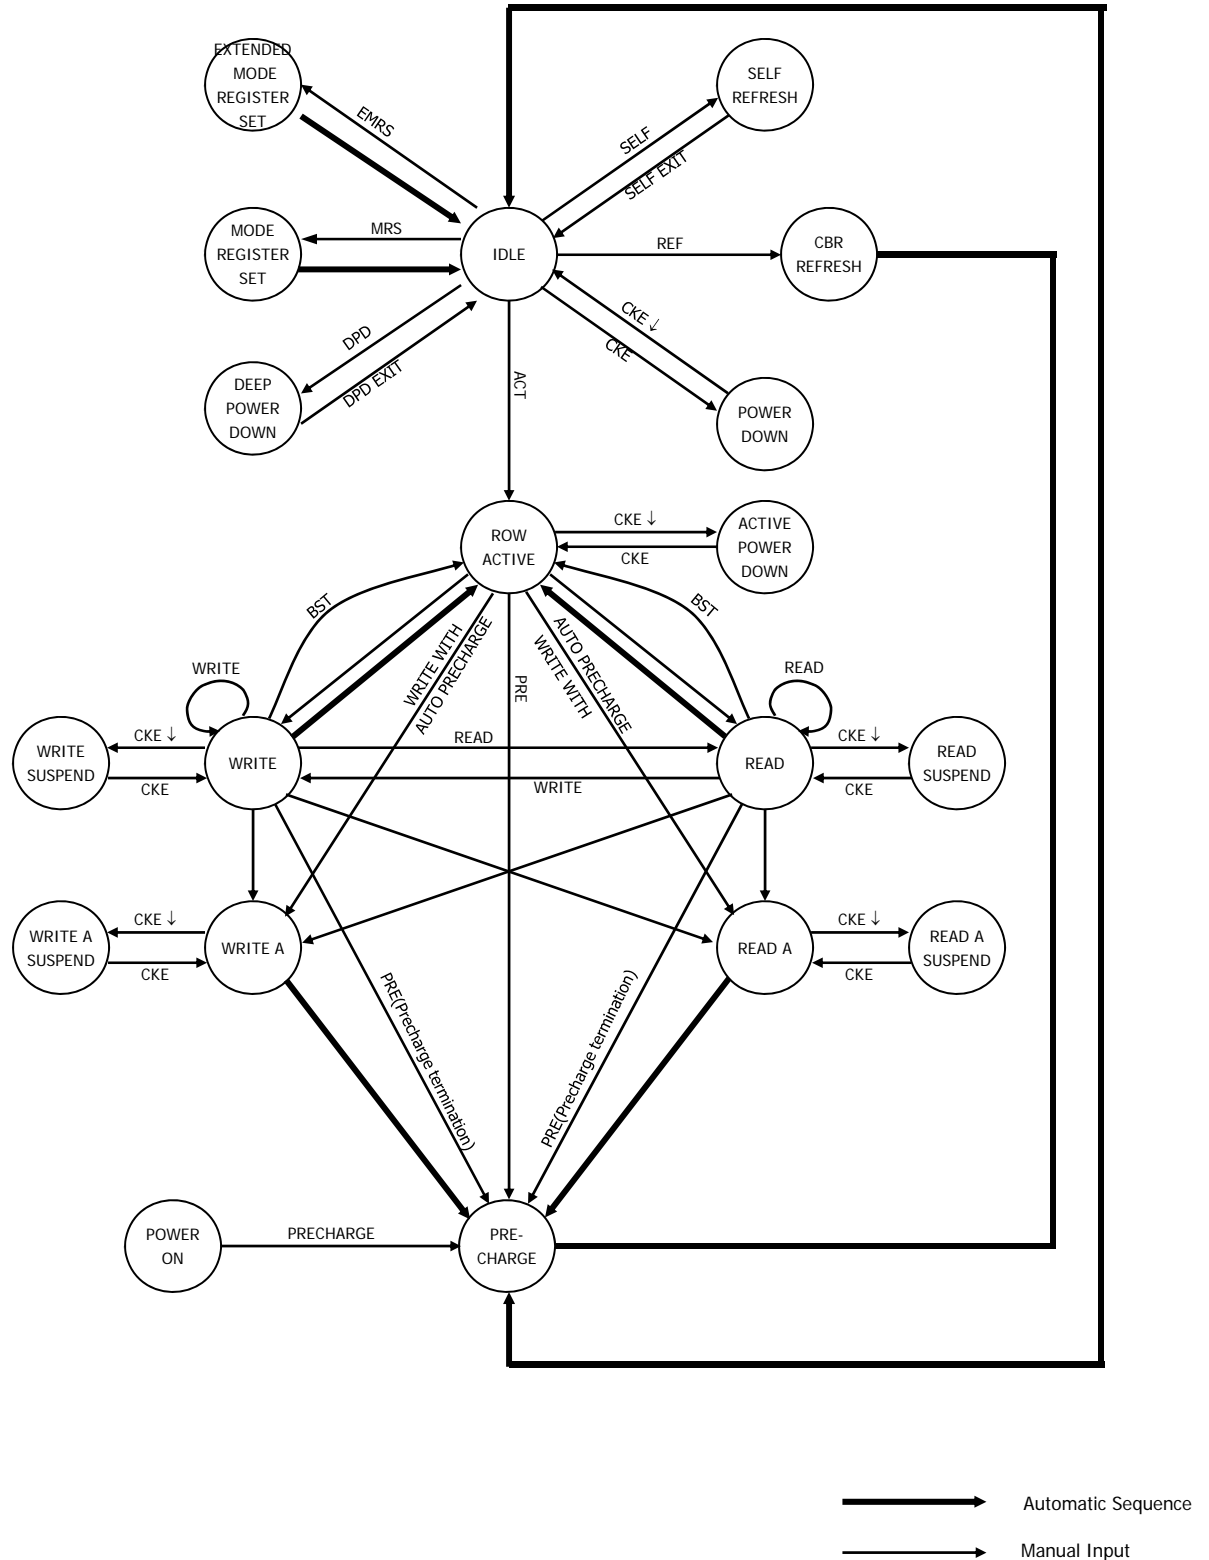 EXTENDED
MODE
REGISTER
SET
EMRS
SELF
REFRESH
SELF
SELF EXIT
MODE
REGISTER
SET
MRS
IDLE
REF
CBR
REFRESH
DPD
DPD EXIT
CKE ↓
CKE
DEEP
POWER
DOWN
ACT
POWER
DOWN
ROW
ACTIVE
CKE ↓
CKE
ACTIVE
POWER
DOWN
BST
BST
WRITE WITH
AUTO PRECHARGE
PRE
AUTO PRECHARGE
WRITE WITH
WRITE
READ
WRITE
SUSPEND
CKE ↓
CKE
WRITE
READ
WRITE
READ
CKE ↓
CKE
READ
SUSPEND
WRITE A
SUSPEND
CKE ↓
CKE
WRITE A
READ A
CKE ↓
CKE
READ A
SUSPEND
PRE(Precharge termination)
PRE(Precharge termination)
POWER
ON
PRECHARGE
PRE-
CHARGE
Automatic Sequence
Manual Input